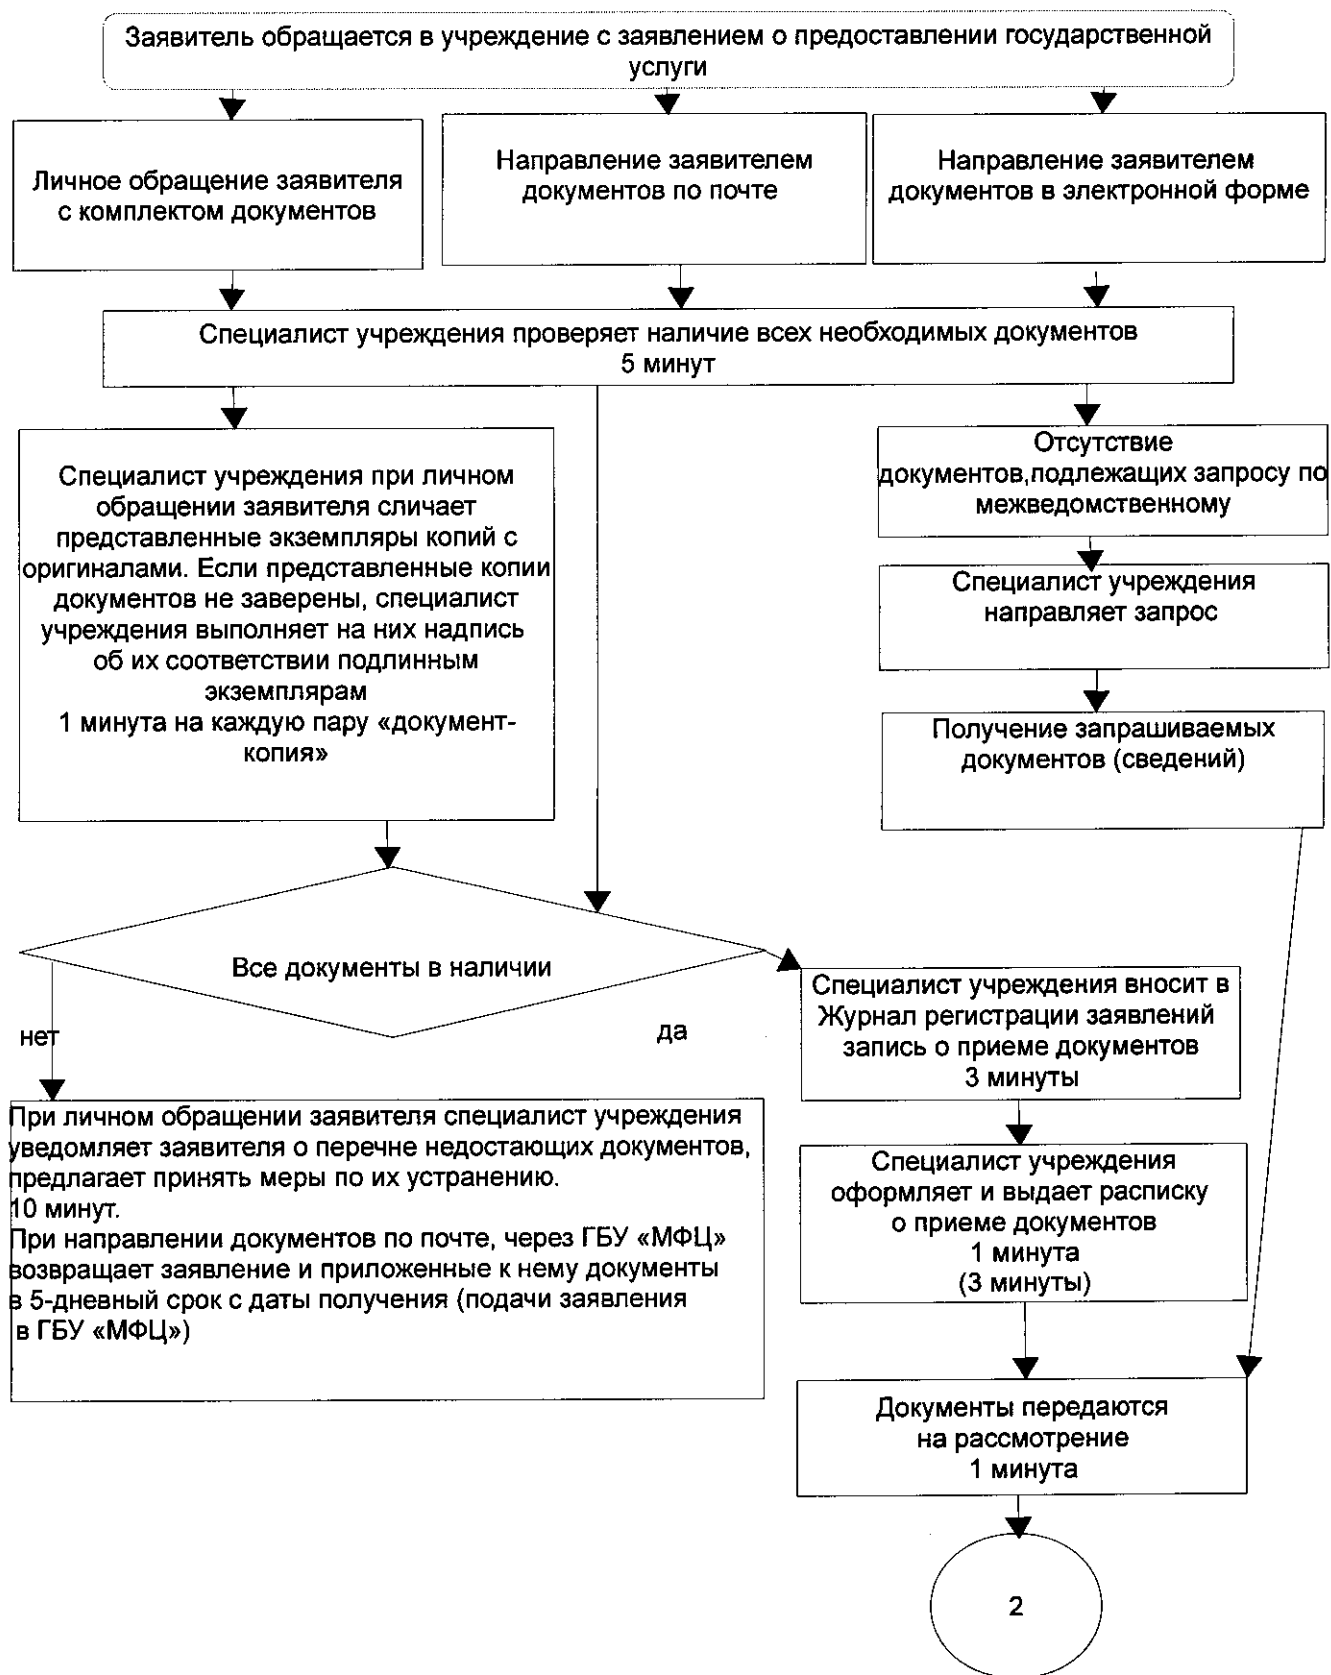 Заявитель обращается в учреждение с заявлением о предоставлении государственной
услуги
Личное обращение заявителя
с комплектом документов
Направление заявителем
документов по почте
Направление заявителем
документов в электронной форме
Специалист учреждения проверяет наличие всех необходимых документов
5 минут
Специалист учреждения при личном
обращении заявителя сличает
представленные экземпляры копий с
оригиналами. Если представленные копии
документов не заверены, специалист
учреждения выполняет на них надпись
об их соответствии подлинным
экземплярам
1 минута на каждую пару «документ-
копия»
Отсутствие
документов,подлежащих запросу по
межведомственному
Специалист учреждения
направляет запрос
Получение запрашиваемых
документов (сведений)
Все документы в наличии
нет
да
Специалист учреждения вносит в
Журнал регистрации заявлений
запись о приеме документов
3 минуты
При личном обращении заявителя специалист учреждения
уведомляет заявителя о перечне недостающих документов,
предлагает принять меры по их устранению.
10 минут.
При направлении документов по почте, через ГБУ «МФЦ»
возвращает заявление и приложенные к нему документы
в 5-дневный срок с даты получения (подачи заявления
в ГБУ «МФЦ»)
Специалист учреждения
оформляет и выдает расписку
о приеме документов
1 минута
(3 минуты)
Документы передаются
на рассмотрение
1 минута
2